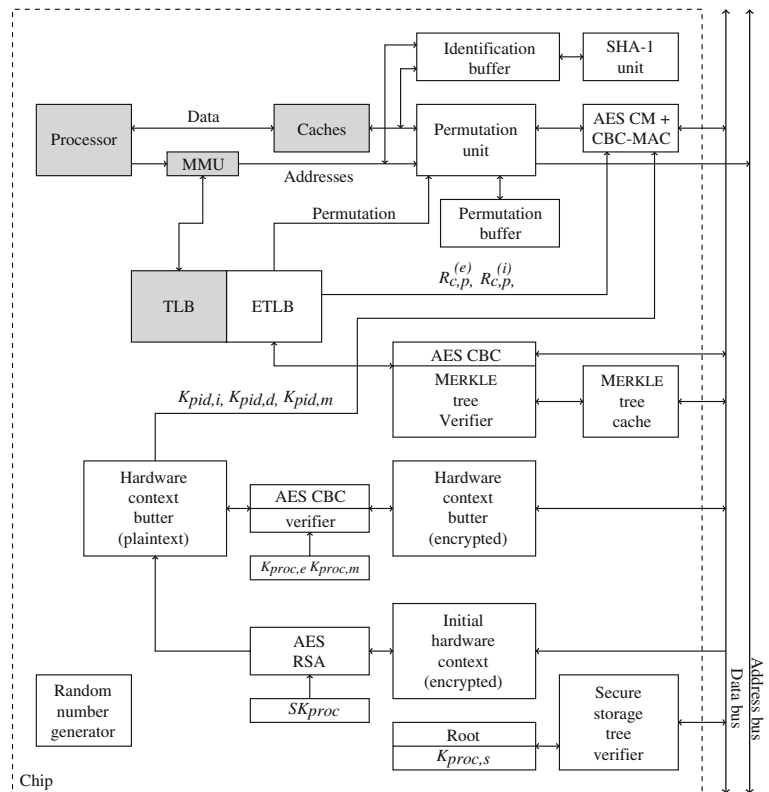 Identification
buffer
SHA-1
unit
Processor
Data
Caches
Permutation
unit
AES CM +
CBC-MAC
MMU
Addresses
Permutation
Permutation
buffer
R_{c,p}^{(e)}, R_{c,p}^{(i)},
TLB
ETLB
AES CBC
MERKLE
tree
Verifier
MERKLE
tree
cache
K_{pid,i}, K_{pid,d}, K_{pid,m}
Hardware
context
butter
(plaintext)
AES CBC
verifier
Hardware
context
butter
(encrypted)
K_{proc,e} K_{proc,m}
AES
RSA
Initial
hardware
context
(encrypted)
SK_{proc}
Random
number
generator
Root
K_{proc,s}
Secure
storage
tree
verifier
Data bus
Address bus
Chip